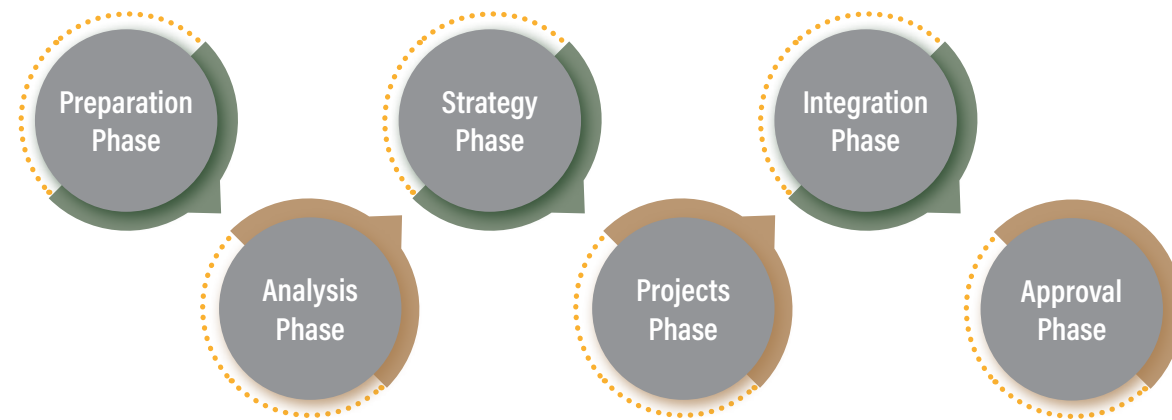 Preparation
Phase
Analysis
Phase
Strategy
Phase
Projects
Phase
Integration
Phase
Approval
Phase